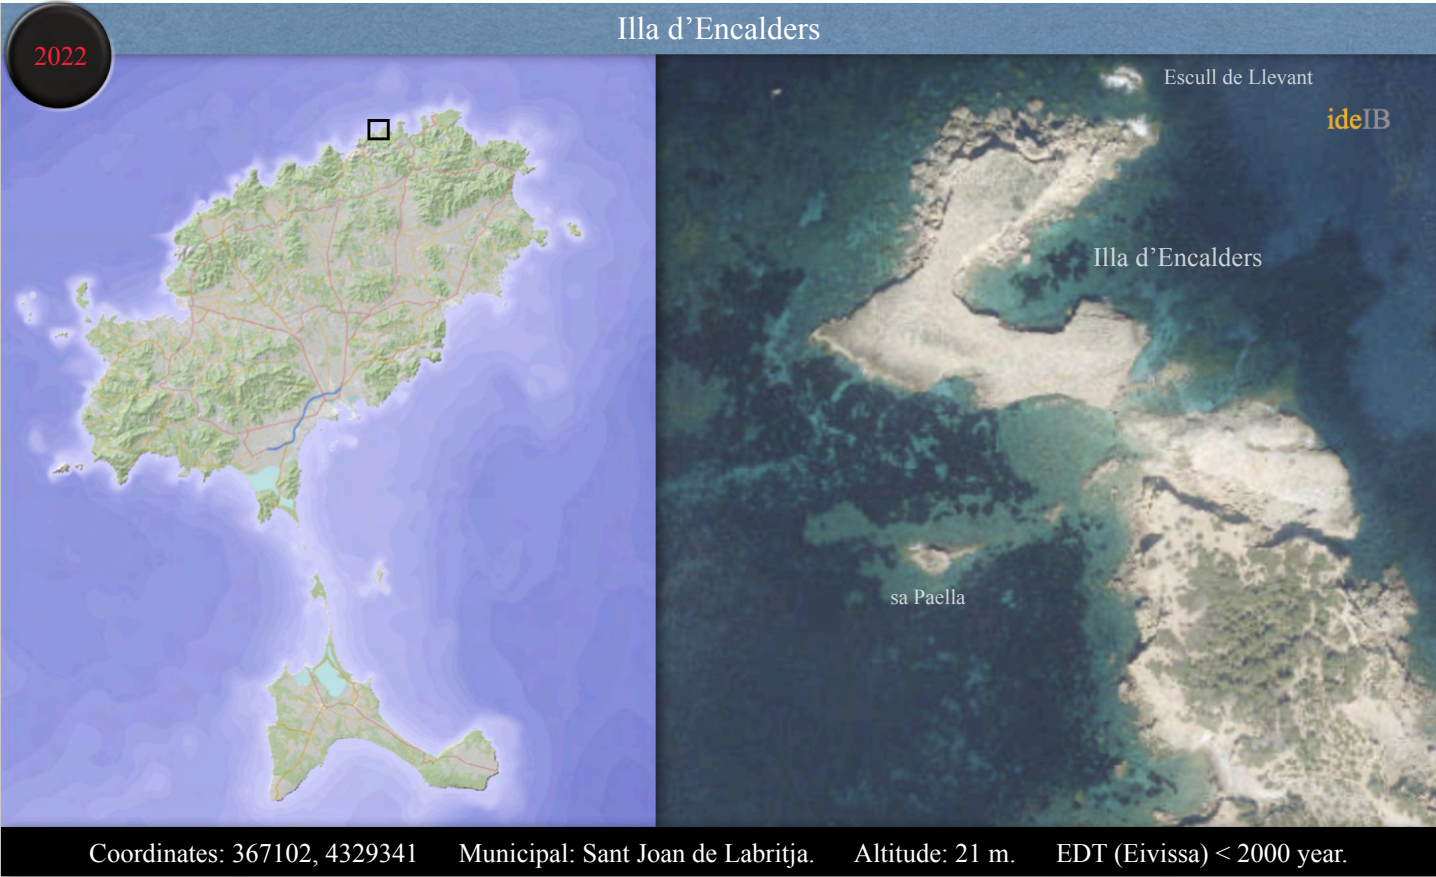 Illa d’Encalders
2022
Escull de Llevant
ideIB
Illa d’Encalders
sa Paella
Coordinates: 367102, 4329341 Municipal: Sant Joan de Labritja. Altitude: 21 m. EDT (Eivissa) < 2000 year.